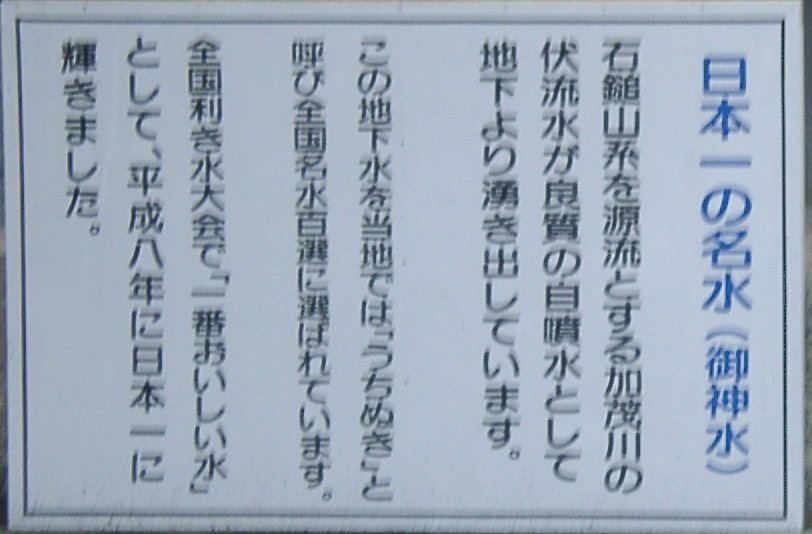 日本一の名水（御神水）
石鎚山系を源流とする加茂川の
伏流水が良質の自噴水として
地下より湧き出しています。
この地下水を当地では「うちぬき」と
呼び全国名水百選に選ばれています。
全国利き水大会で「一番おいしい水」
として、平成八年に日本一に
輝きました。